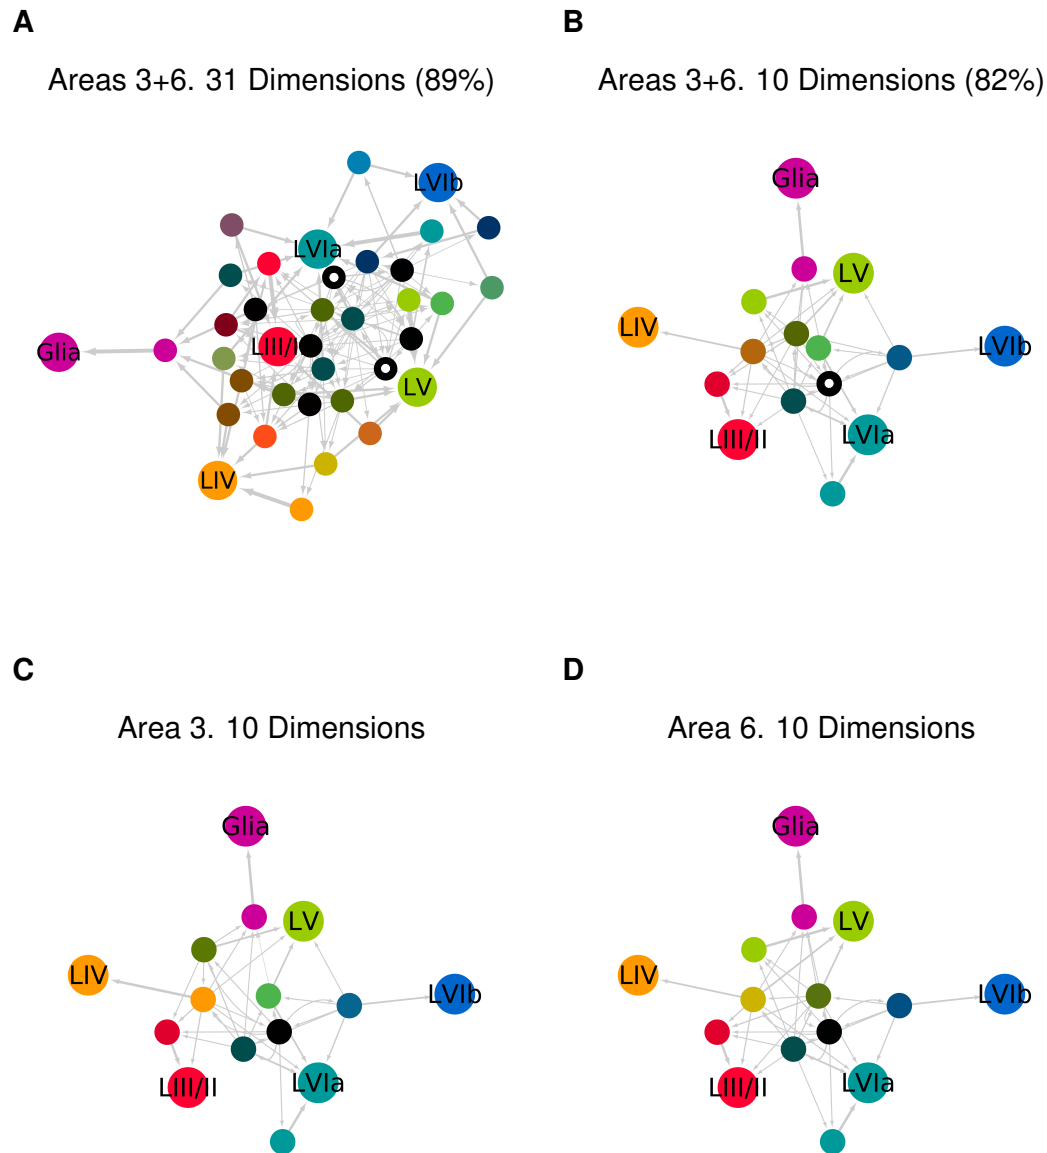 A
B
Areas 3+6. 31 Dimensions (89%)
Areas 3+6. 10 Dimensions (82%)
LVIb
LVIa
LIII/I
Glia
LV
LIV
Glia
LV
LIV
LVIb
LIII/II
LVIa
C
D
Area 3. 10 Dimensions
Area 6. 10 Dimensions
Glia
LV
LIV
LVIb
LIII/II
LVIa
Glia
LV
LIV
LVIb
LIII/II
LVIa